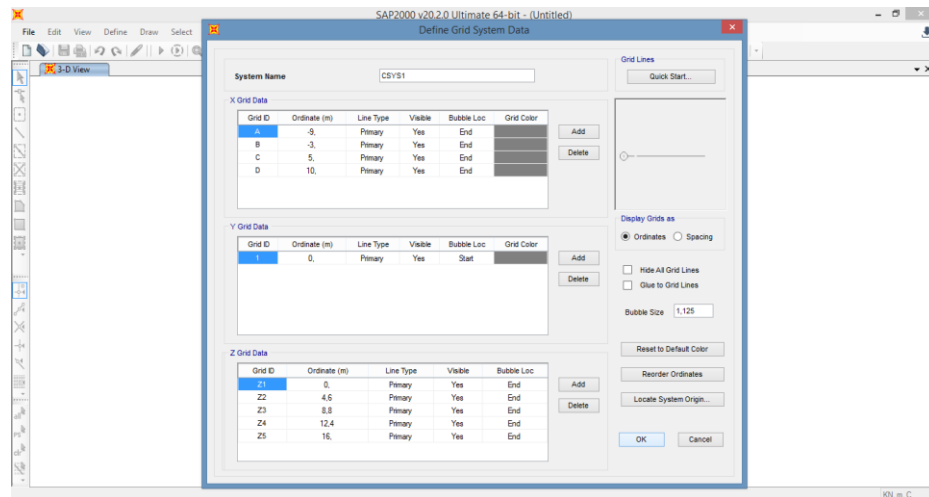 SAP2000 v20.2.0 Ultimate 64-bit - (Untitled)
File Edit View Define Draw Select
3-D View
Define Grid System Data
System Name CSYS1
Grid Lines
Quick Start...
X Grid Data
Grid ID Ordinate (m) Line Type Visible Bubble Loc Grid Color
A -9, Primary Yes End
B -3, Primary Yes End
C 5, Primary Yes End
D 10, Primary Yes End
Add
Delete
Y Grid Data
Grid ID Ordinate (m) Line Type Visible Bubble Loc Grid Color
1 0, Primary Yes Start
Add
Delete
Z Grid Data
Grid ID Ordinate (m) Line Type Visible Bubble Loc
Z1 0, Primary Yes End
Z2 4,6 Primary Yes End
Z3 8,8 Primary Yes End
Z4 12,4 Primary Yes End
Z5 16, Primary Yes End
Add
Delete
Display Grids as
Ordinates Spacing
Hide All Grid Lines
Glue to Grid Lines
Bubble Size 1,125
Reset to Default Color
Reorder Ordinates
Locate System Origin...
OK Cancel
KN, m, C